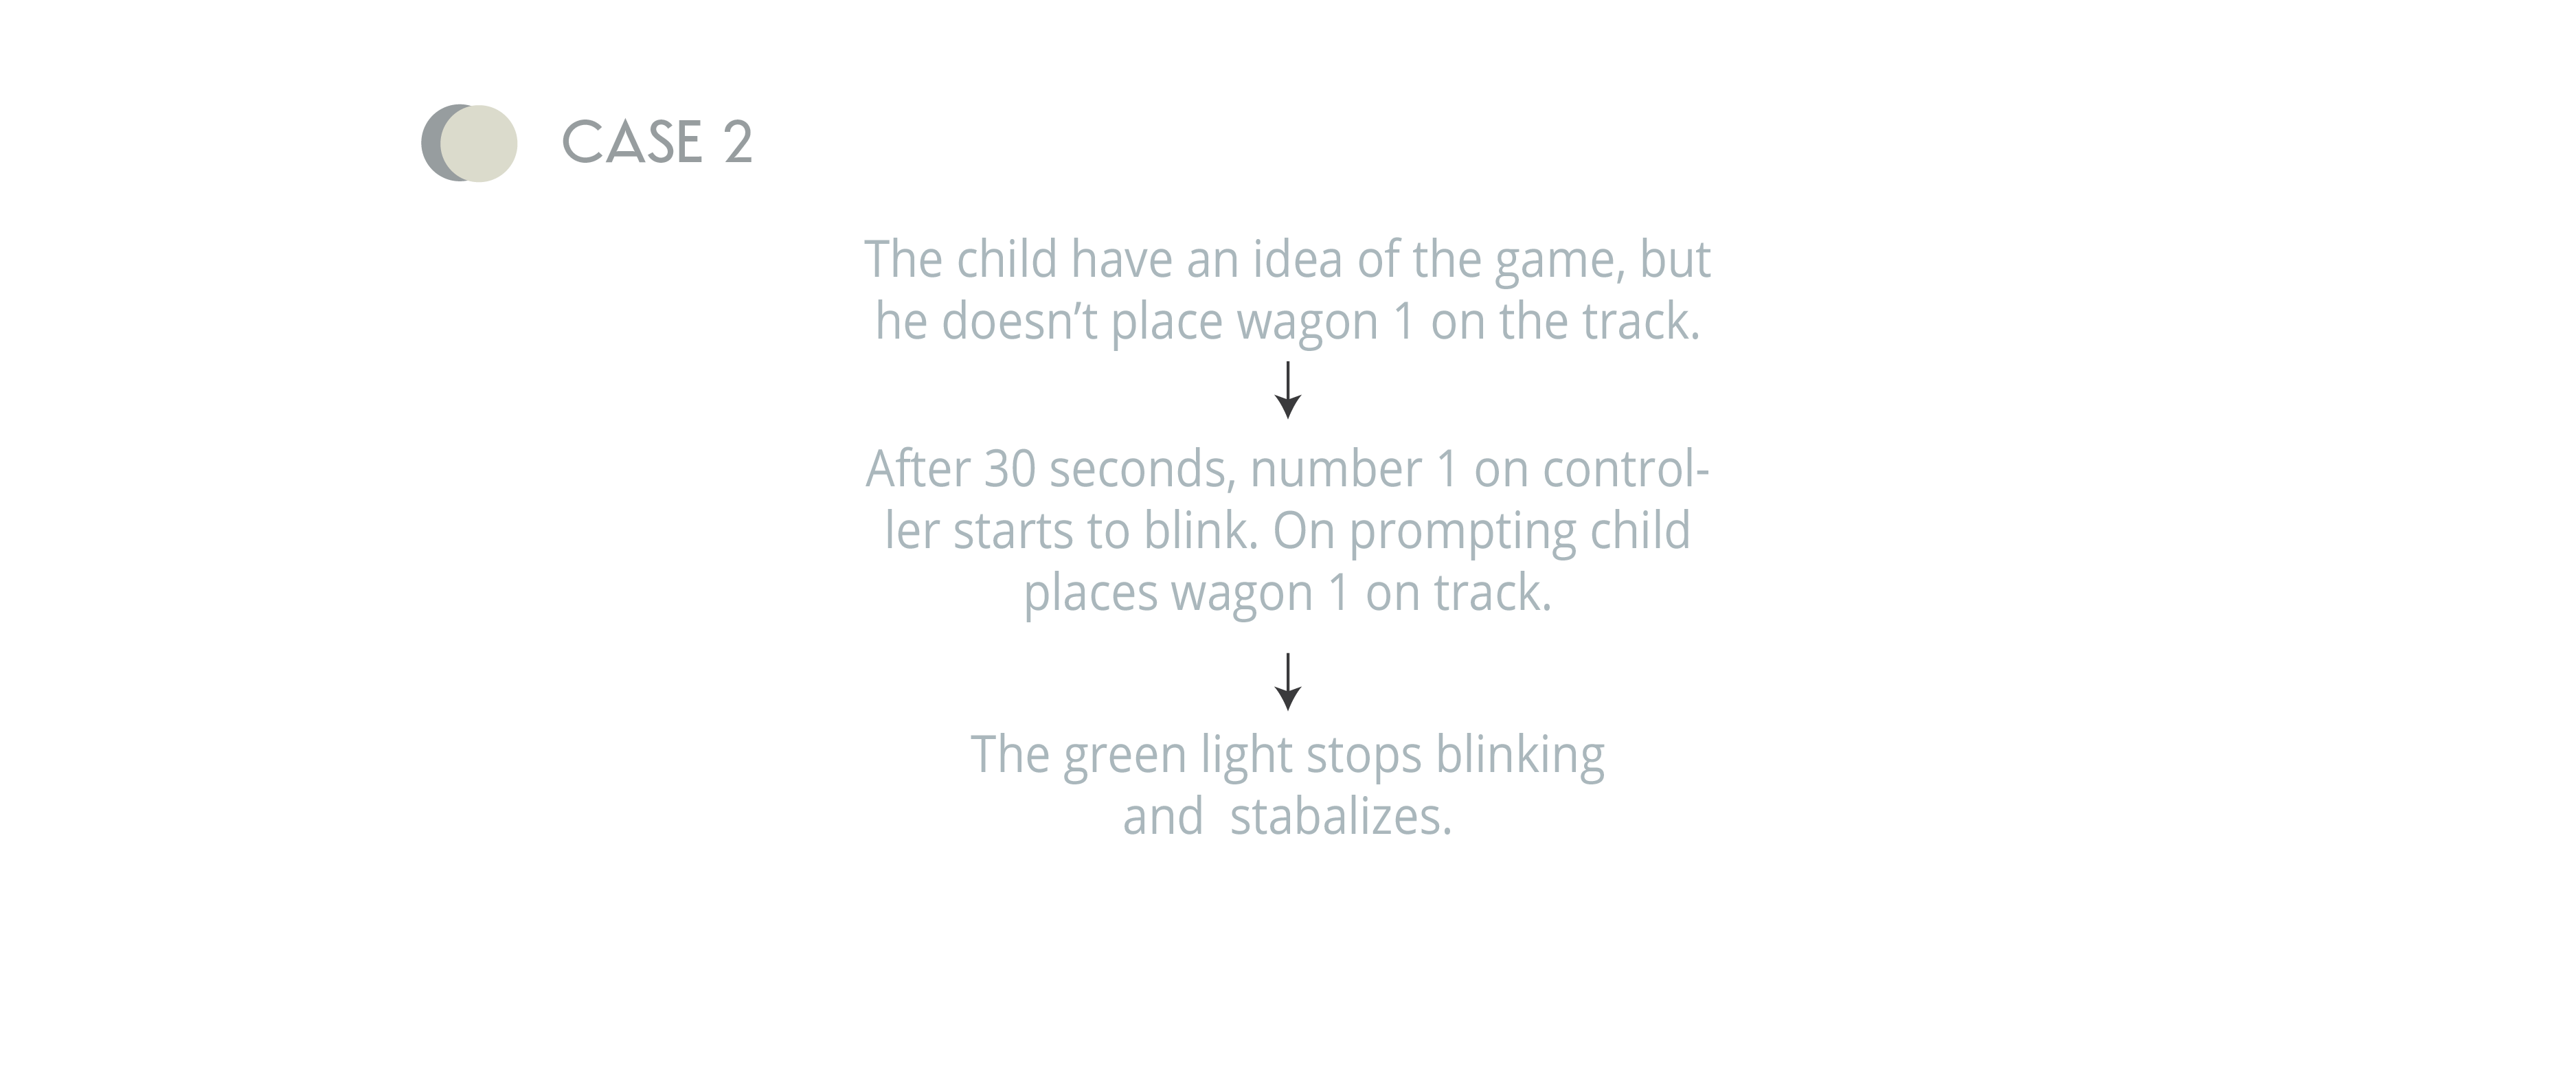 CASE 2
The child have an idea of the game, but
he doesn’t place wagon 1 on the track.
After 30 seconds, number 1 on control-
ler starts to blink. On prompting child
places wagon 1 on track.
The green light stops blinking
and  stabalizes.